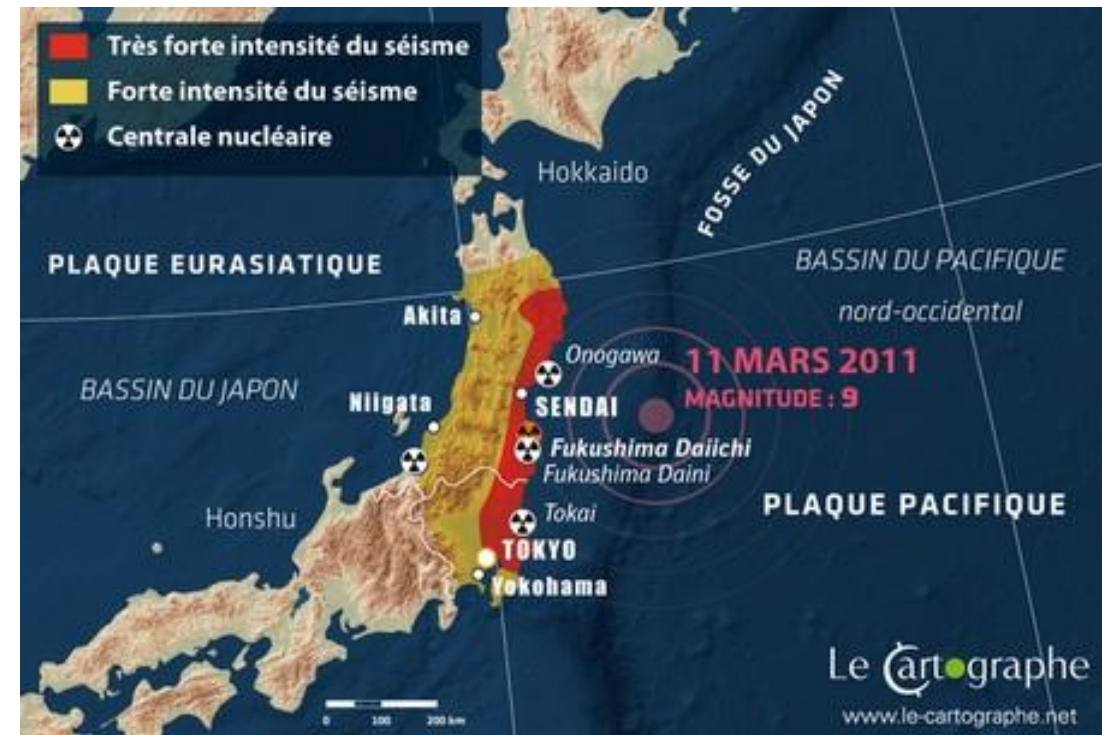 Très forte intensité du séisme
Forte intensité du séisme
Centrale nucléaire
Hokkaido
FOSSE DU JAPON
PLAQUE EURASIATIQUE
BASSIN DU PACIFIQUE
nord-occidental
Akita
Onogawa
11 MARS 2011
MAGNITUDE : 9
BASSIN DU JAPON
Niigata
SENDAI
Fukushima Daiichi
Fukushima Daini
PLAQUE PACIFIQUE
Honshu
Tokai
TOKYO
Yokohama
Le Cartographe
www.le-cartographe.net
0 100 200 km